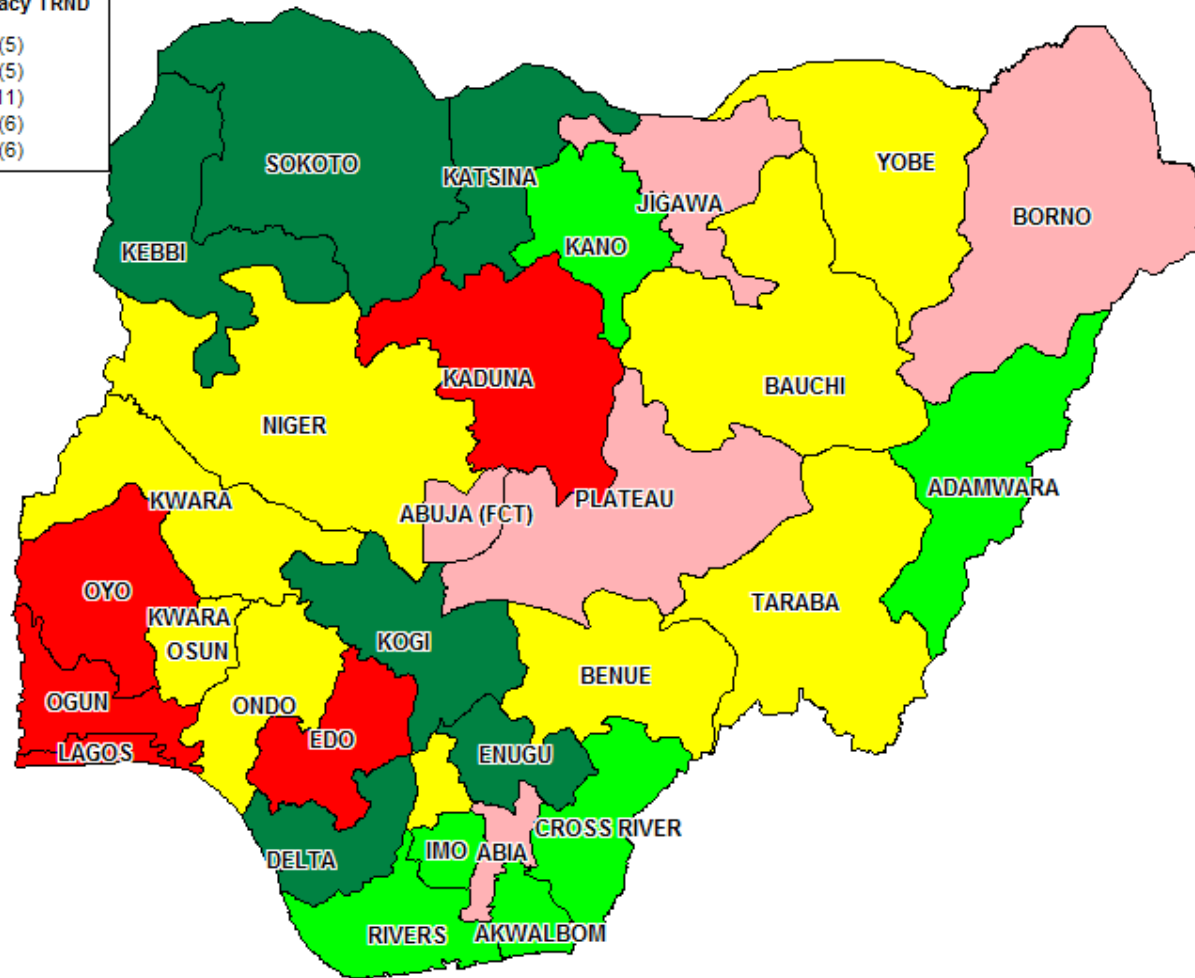 acy TRND
(5)
(5)
11)
(6)
(6)
SOKOTO
KATSINA
YOBE
JIGAWA
BORNO
KEBBI
KANO
KADUNA
BAUCHI
NIGER
ADAMWARA
KWARA
ABUJA (FCT)
PLATEAU
OYO
TARABA
KWARA
OSUN
KOGI
BENUE
OGUN
ONDO
EDO
LAGOS
ENUGU
CROSS RIVER
DELTA
IMO
ABIA
RIVERS
AKWALBOM